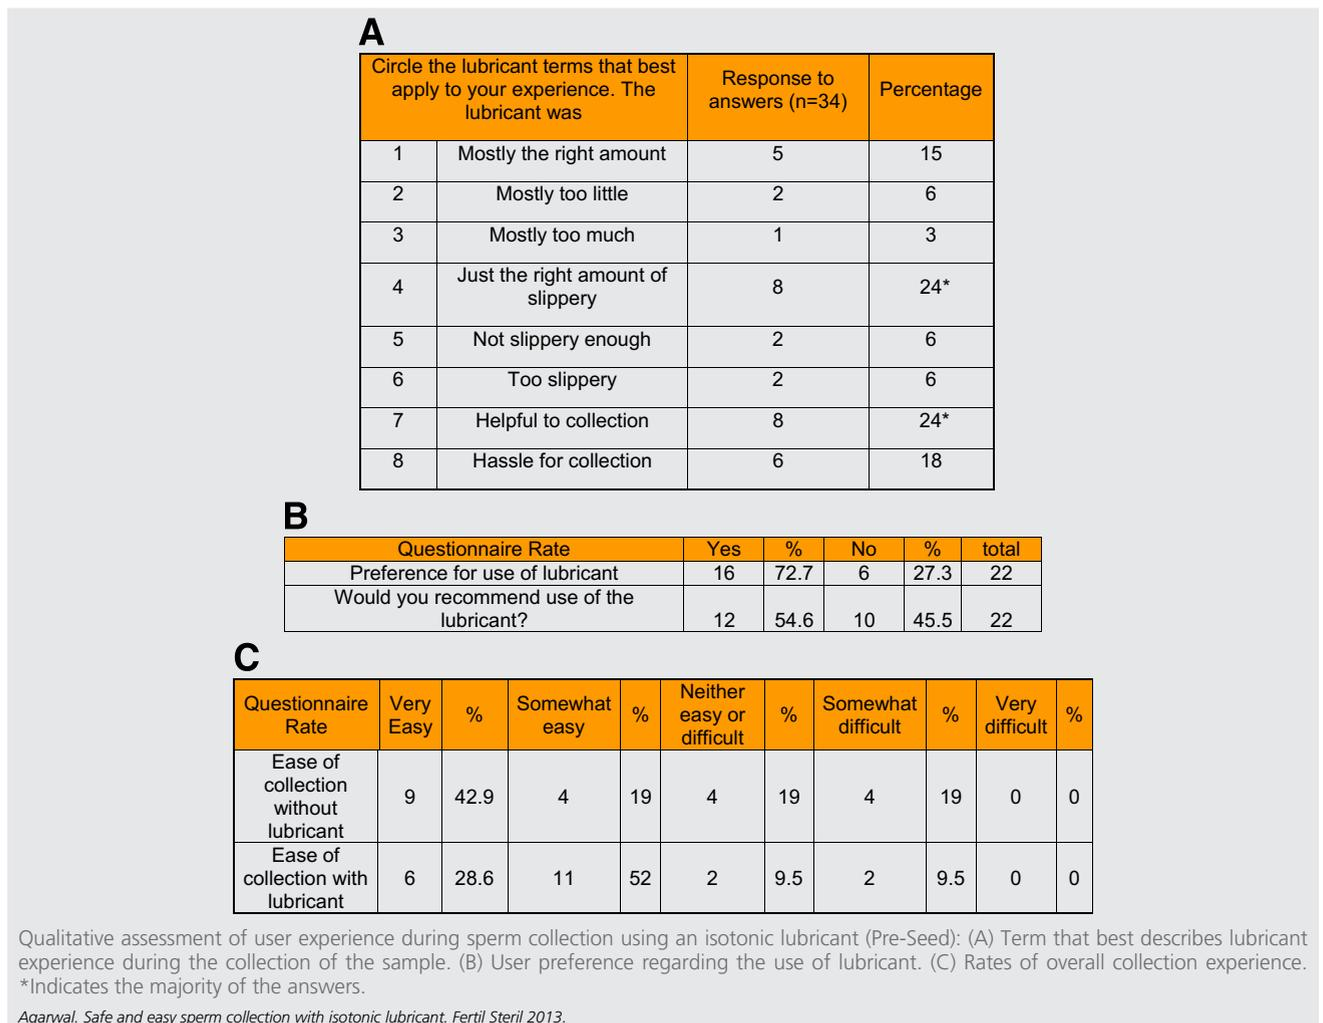 A
Circle the lubricant terms that best
apply to your experience. The
lubricant was
Response to
answers (n=34)
Percentage
1 Mostly the right amount 5 15
2 Mostly too little 2 6
3 Mostly too much 1 3
4 Just the right amount of
slippery 8 24*
5 Not slippery enough 2 6
6 Too slippery 2 6
7 Helpful to collection 8 24*
8 Hassle for collection 6 18
B
Questionnaire Rate Yes % No % total
Preference for use of lubricant 16 72.7 6 27.3 22
Would you recommend use of the
lubricant? 12 54.6 10 45.5 22
C
Questionnaire
Rate
Very
Easy
%
Somewhat
easy
%
Neither
easy or
difficult
%
Somewhat
difficult
%
Very
difficult
%
Ease of
collection
without
lubricant
9 42.9 4 19 4 19 4 19 0 0
Ease of
collection with
lubricant
6 28.6 11 52 2 9.5 2 9.5 0 0
Qualitative assessment of user experience during sperm collection using an isotonic lubricant (Pre-Seed): (A) Term that best describes lubricant
experience during the collection of the sample. (B) User preference regarding the use of lubricant. (C) Rates of overall collection experience.
*Indicates the majority of the answers.
Agarwal. Safe and easy sperm collection with isotonic lubricant. Fertil Steril 2013.